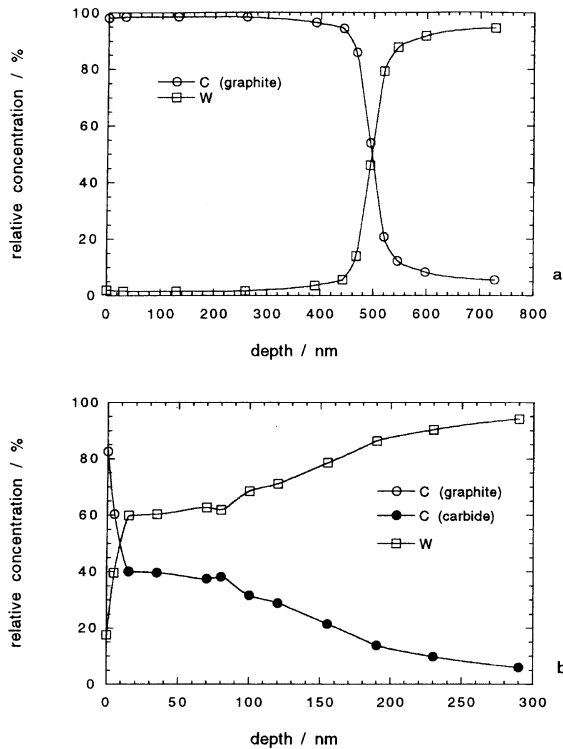 relative concentration / %
100
80
60
40
20
0
C (graphite)
W
0 100 200 300 400 500 600 700 800
depth / nm
a
relative concentration / %
100
80
60
40
20
0
C (graphite)
C (carbide)
W
0 50 100 150 200 250 300
depth / nm
b